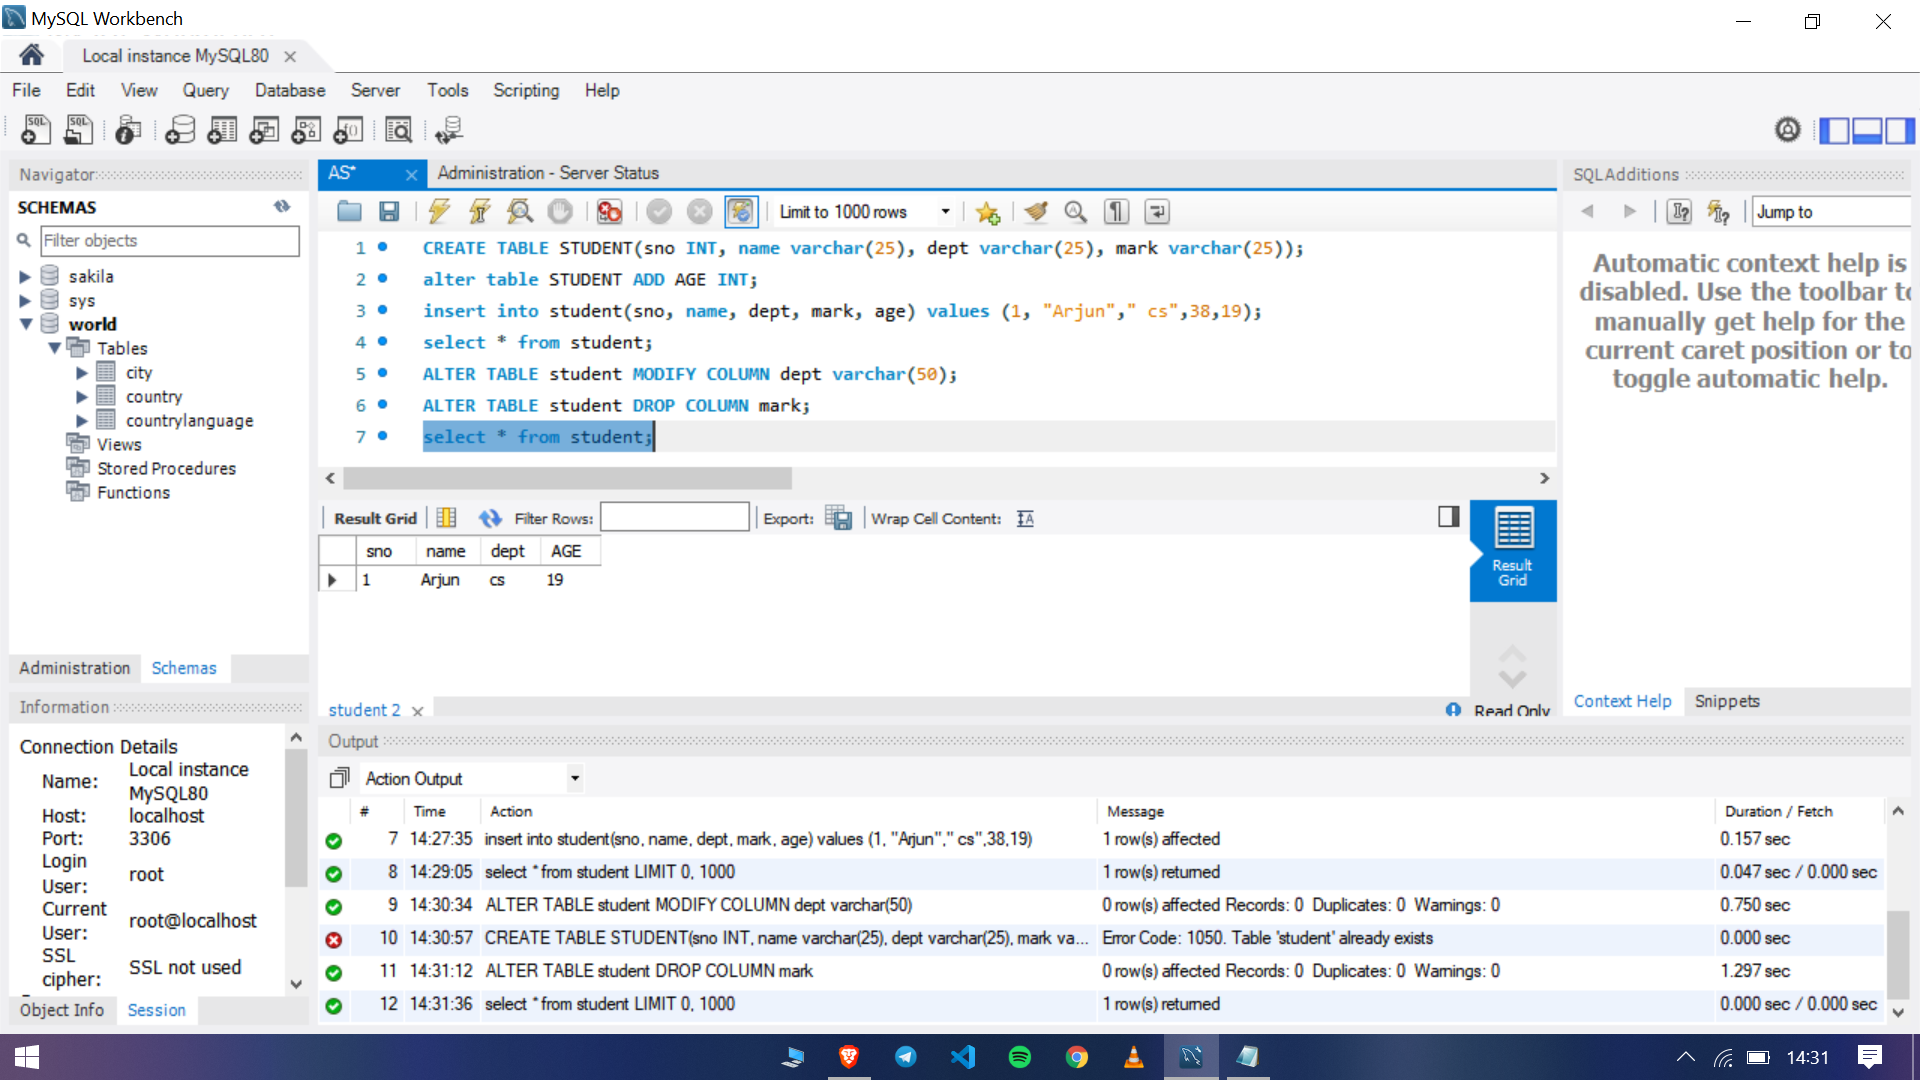 MySQL Workbench
Local instance MySQL80
File Edit View Query Database Server Tools Scripting Help
Navigator
SCHEMAS
Filter objects
sakila
sys
world
Tables
city
country
countrylanguage
Views
Stored Procedures
Functions
Administration Schemas
Information
Connection Details
Name: Local instance MySQL80
Host: localhost
Port: 3306
Login User: root
Current User: root@localhost
SSL cipher: SSL not used
Object Info Session
AS* Administration - Server Status
Limit to 1000 rows
1 CREATE TABLE STUDENT(sno INT, name varchar(25), dept varchar(25), mark varchar(25));
2 alter table STUDENT ADD AGE INT;
3 insert into student(sno, name, dept, mark, age) values (1, "Arjun"," cs",38,19);
4 select * from student;
5 ALTER TABLE student MODIFY COLUMN dept varchar(50);
6 ALTER TABLE student DROP COLUMN mark;
7 select * from student;
Result Grid Filter Rows: Export: Wrap Cell Content:
sno name dept AGE
1 Arjun cs 19
Result Grid
student 2 Read Only
SQLAdditions
Jump to
Automatic context help is
disabled. Use the toolbar to
manually get help for the
current caret position or to
toggle automatic help.
Context Help Snippets
Output
Action Output
# Time Action Message Duration / Fetch
7 14:27:35 insert into student(sno, name, dept, mark, age) values (1, "Arjun"," cs",38,19) 1 row(s) affected 0.157 sec
8 14:29:05 select * from student LIMIT 0, 1000 1 row(s) returned 0.047 sec / 0.000 sec
9 14:30:34 ALTER TABLE student MODIFY COLUMN dept varchar(50) 0 row(s) affected Records: 0 Duplicates: 0 Warnings: 0 0.750 sec
10 14:30:57 CREATE TABLE STUDENT(sno INT, name varchar(25), dept varchar(25), mark va... Error Code: 1050. Table 'student' already exists 0.000 sec
11 14:31:12 ALTER TABLE student DROP COLUMN mark 0 row(s) affected Records: 0 Duplicates: 0 Warnings: 0 1.297 sec
12 14:31:36 select * from student LIMIT 0, 1000 1 row(s) returned 0.000 sec / 0.000 sec
14:31